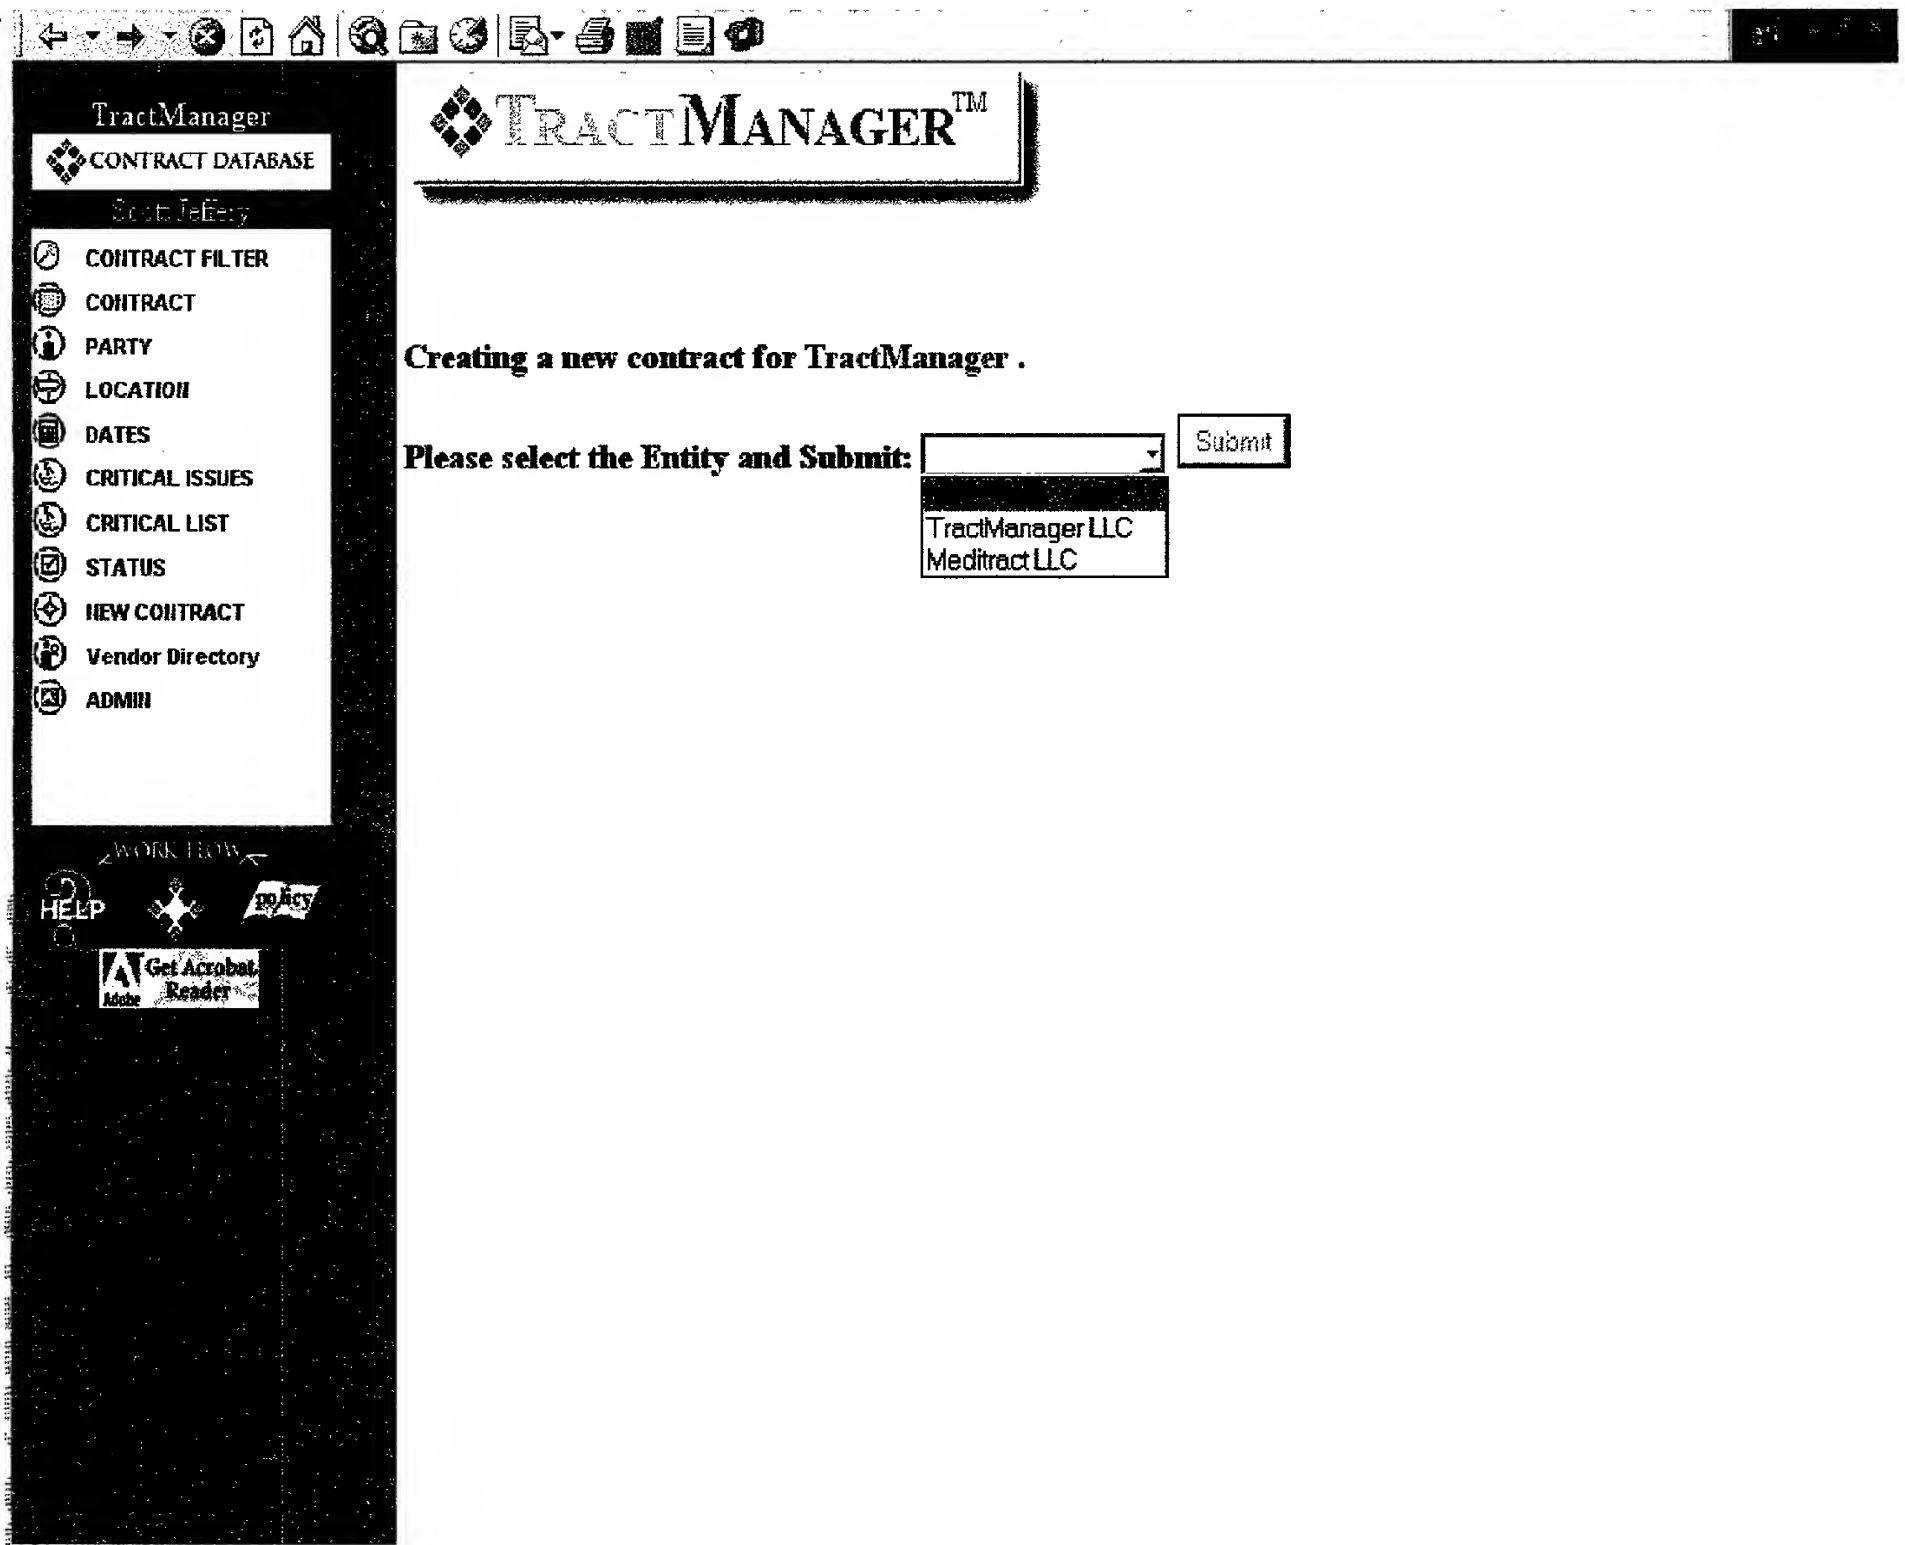 TractManager
CONTRACT DATABASE
Scott Jeffery
CONTRACT FILTER
CONTRACT
PARTY
LOCATION
DATES
CRITICAL ISSUES
CRITICAL LIST
STATUS
NEW CONTRACT
Vendor Directory
ADMIN
WORK FLOW
HELP
policy
Adobe
Get Acrobat
Reader
TRACTMANAGER™
Creating a new contract for TractManager .
Please select the Entity and Submit:
Submit
TractManager LLC
Meditract LLC